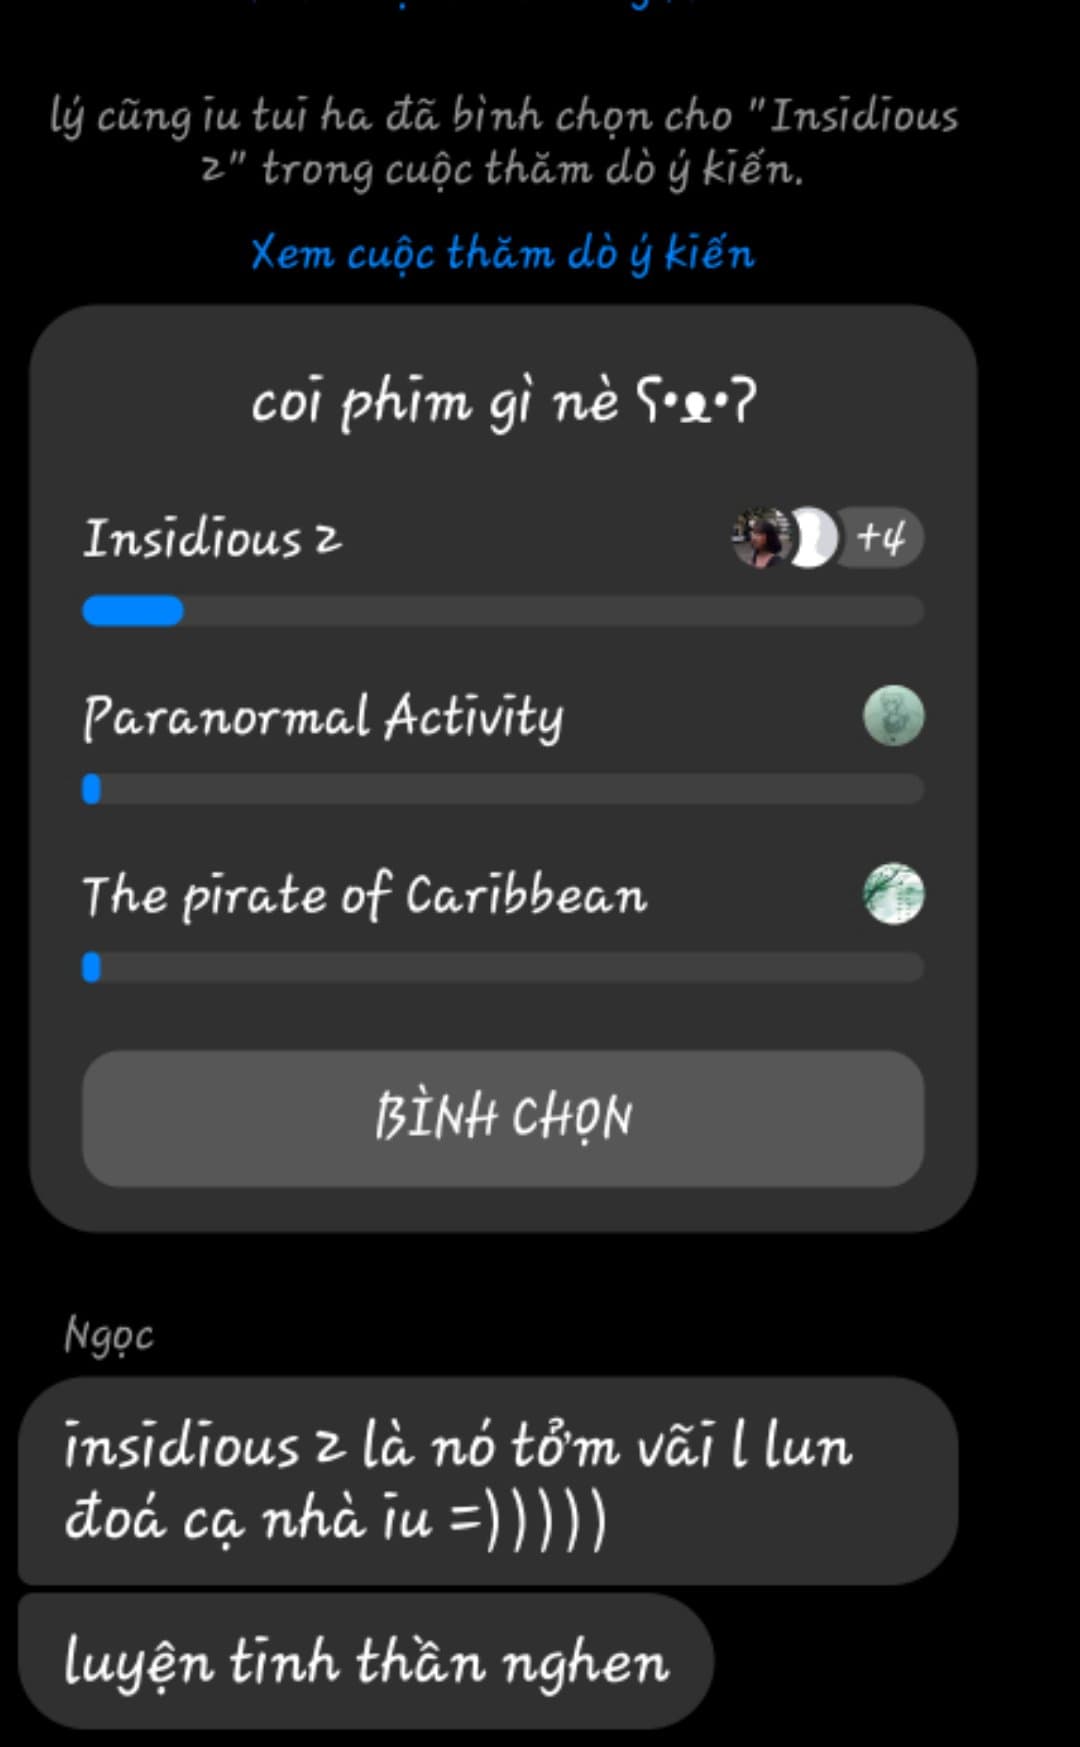 lý cũng iu tui ha đã bình chọn cho "Insidious
2" trong cuộc thăm dò ý kiến.
Xem cuộc thăm dò ý kiến
coi phim gì nè ʕ•ᴥ•ʔ
Insidious 2
+4
Paranormal Activity
The pirate of Caribbean
BÌNH CHỌN
Ngọc
insidious 2 là nó tởm vãi l lun
đoá cạ nhà iu =)))))
luyện tinh thần nghen